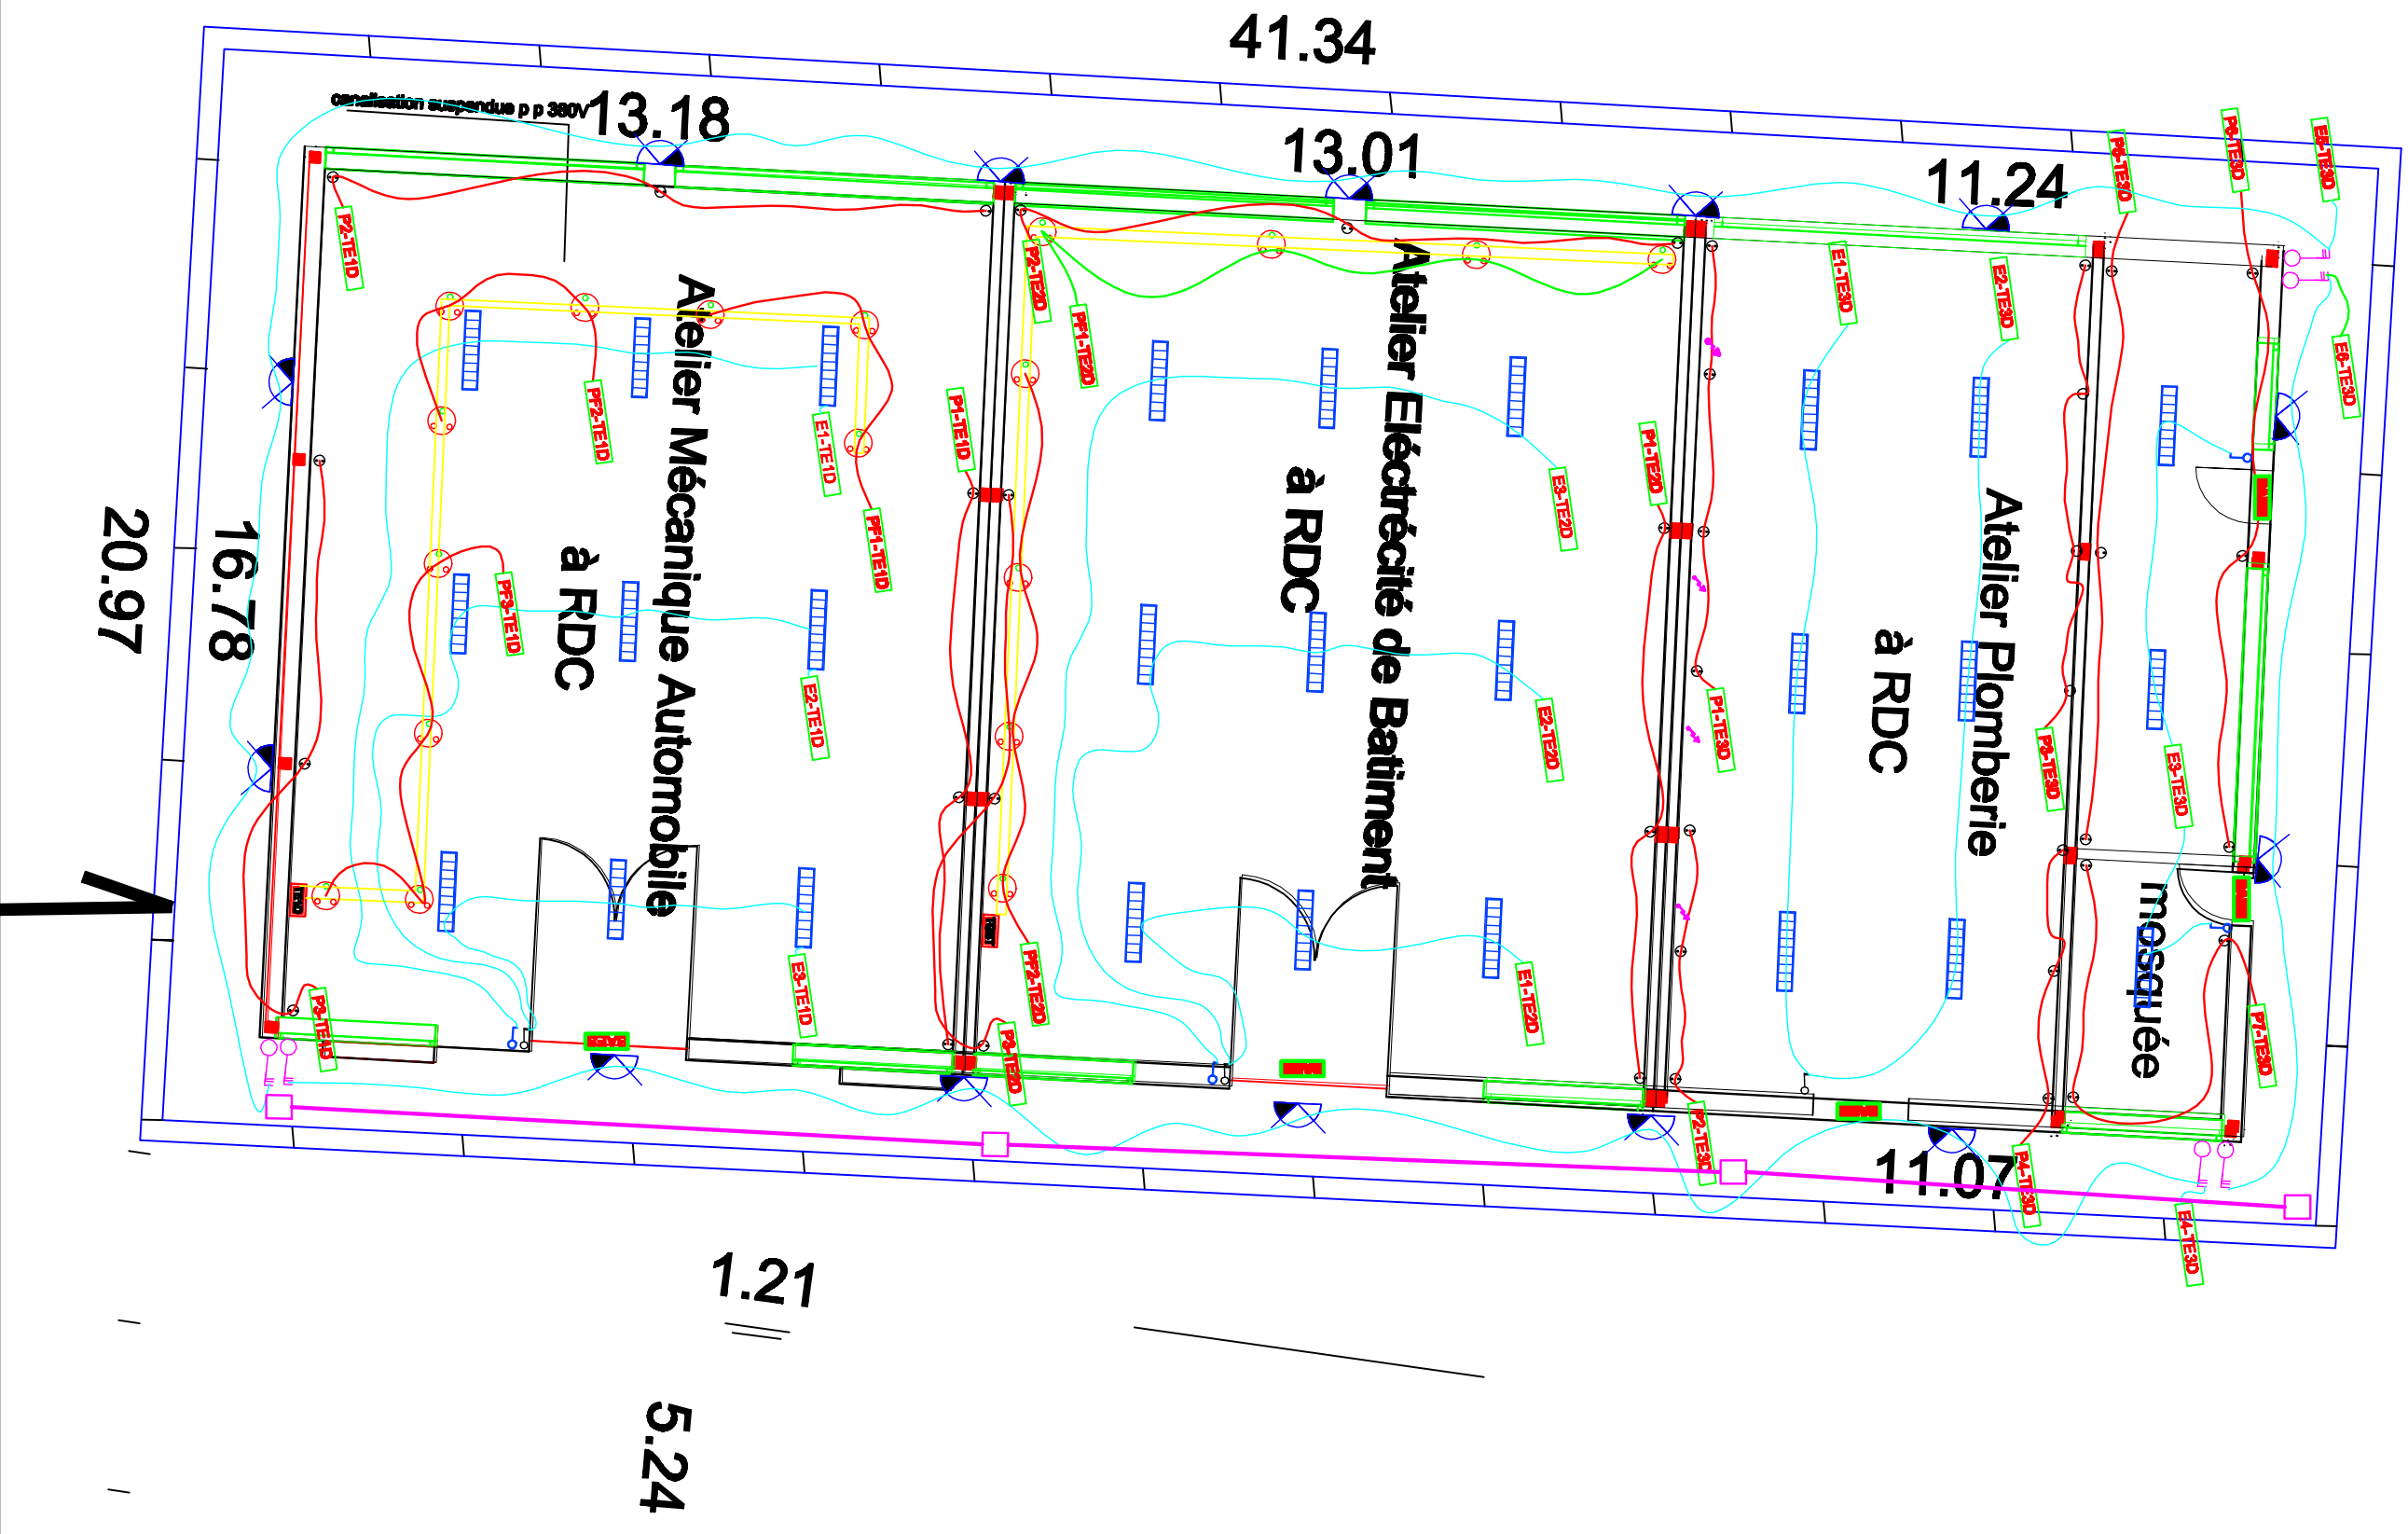 41.34
canalisation suspendue p p 380V
13.18
13.01
11.24
P5-TE3D
P6-TE3D
E5-TE3D
P2-TE1D
P2-TE2D
PF1-TE2D
E1-TE3D
E2-TE3D
E6-TE3D
PF2-TE1D
E1-TE1D
P1-TE1D
E3-TE2D
P1-TE2D
PF1-TE1D
PF3-TE1D
Atelier Mécanique Automobile
à RDC
Atelier Eléctrécité de Batiment
à RDC
Atelier Plomberie
à RDC
mosquée
20.97
16.78
E2-TE1D
E2-TE2D
P1-TE3D
P3-TE3D
E3-TE3D
E3-TE1D
PF2-TE2D
E1-TE2D
P3-TE1D
P3-TE2D
P7-TE3D
P2-TE3D
P4-TE3D
11.07
E4-TE3D
1.21
5.24